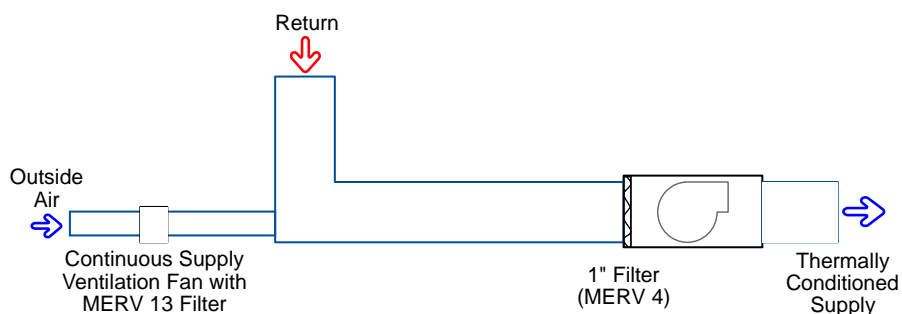 Return
Outside
Air
Continuous Supply
Ventilation Fan with
MERV 13 Filter
1" Filter
(MERV 4)
Thermally
Conditioned
Supply